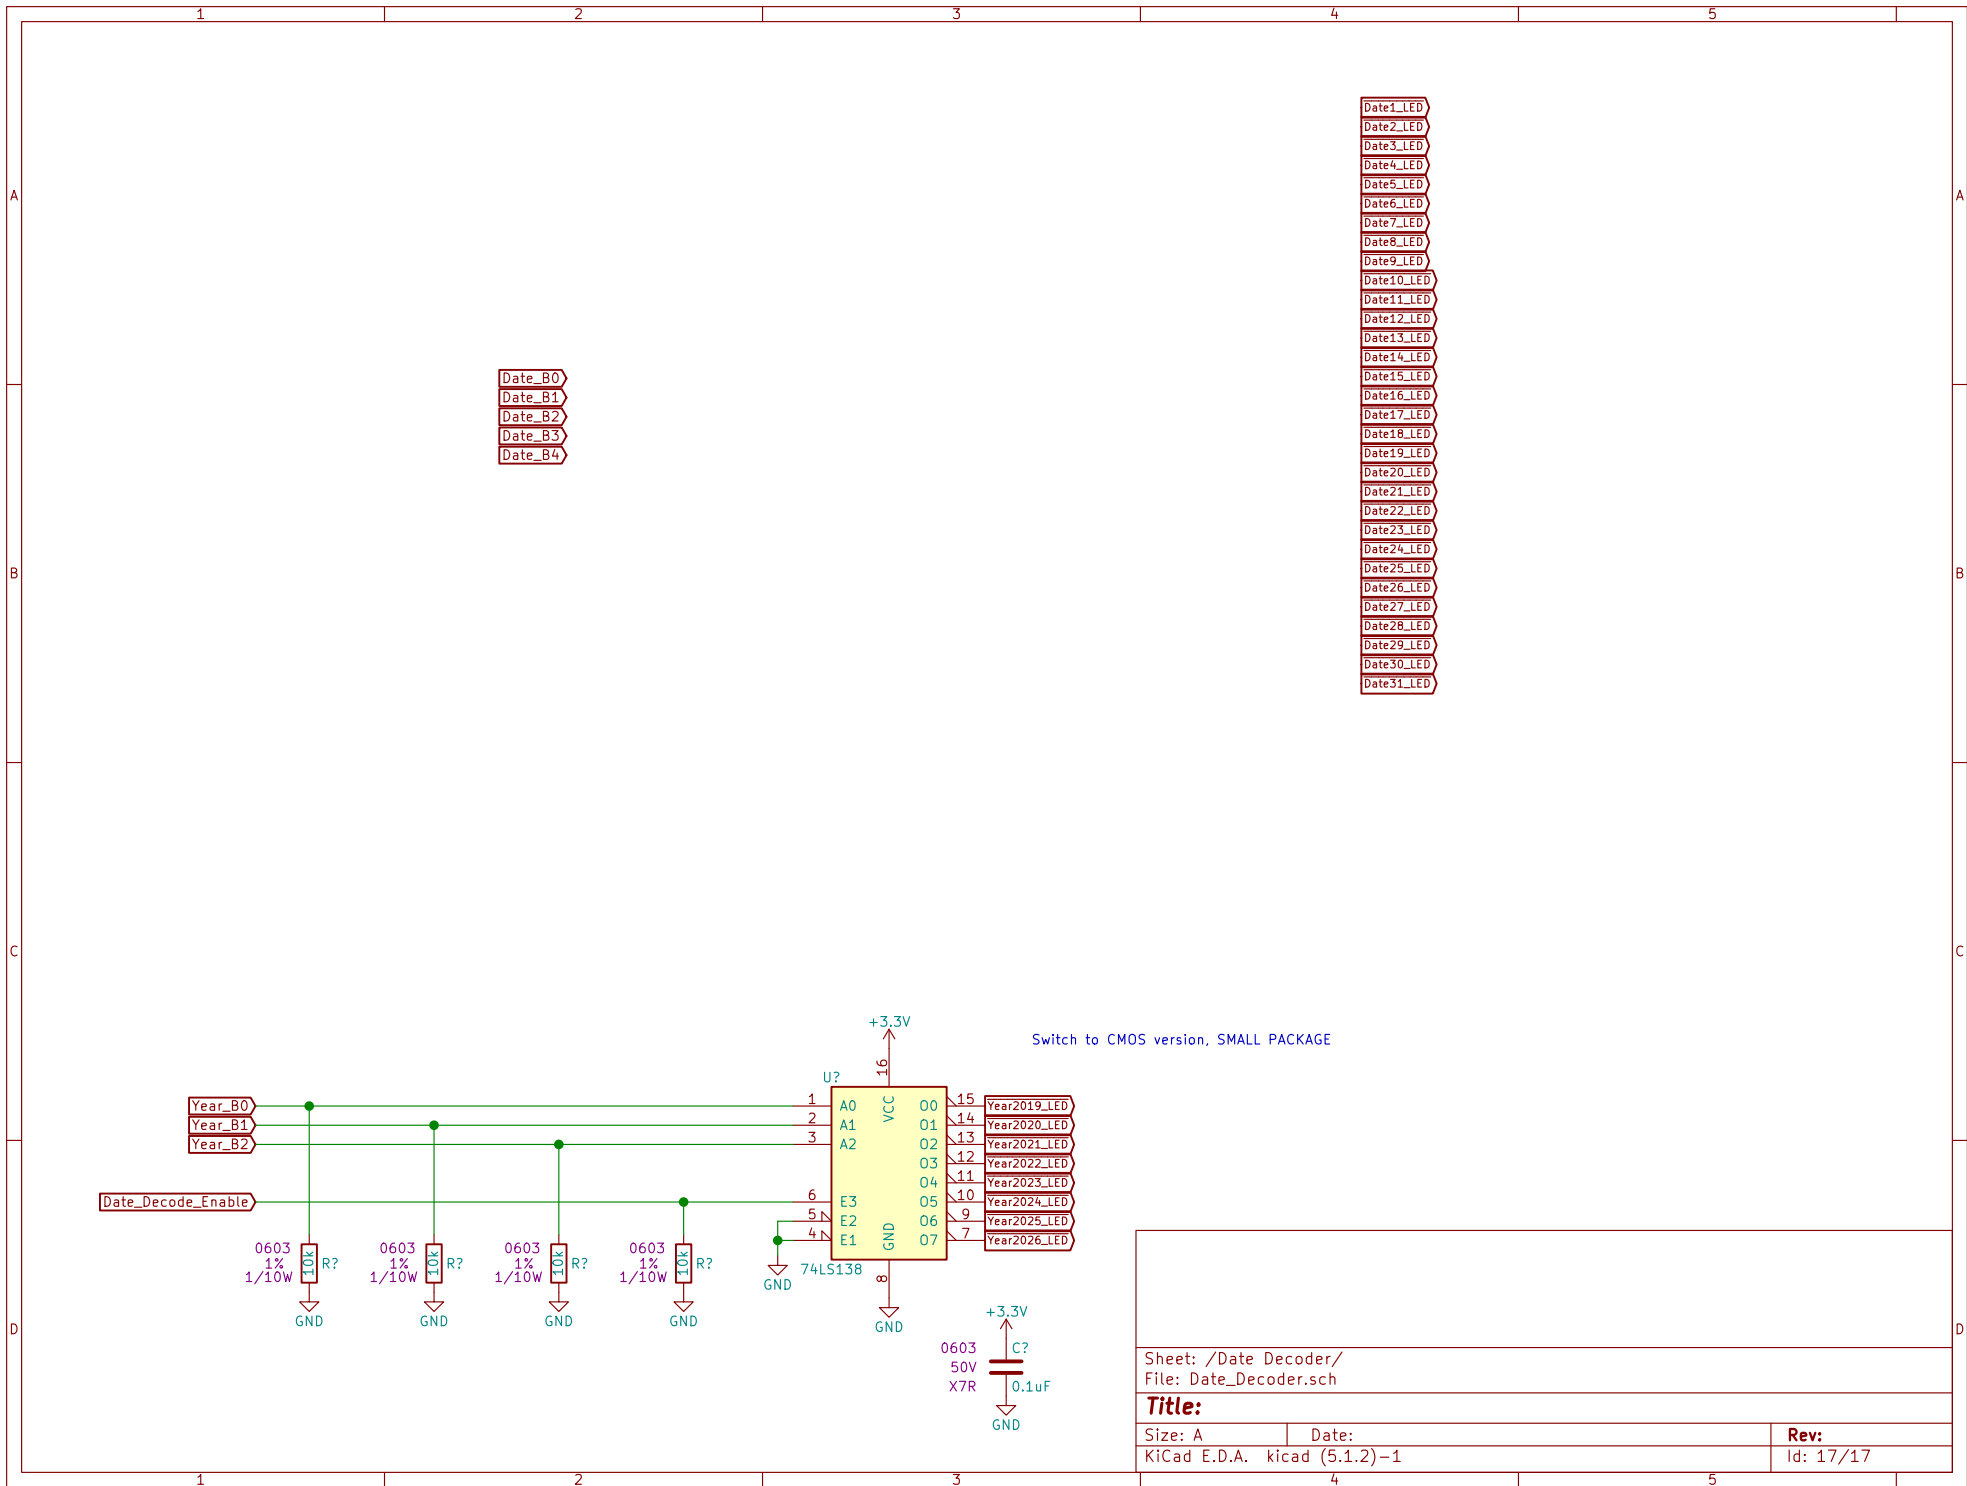 1 2 3 4 5
A A
B B
C C
D D
Date1_LED
Date2_LED
Date3_LED
Date4_LED
Date5_LED
Date6_LED
Date7_LED
Date8_LED
Date9_LED
Date10_LED
Date11_LED
Date12_LED
Date13_LED
Date14_LED
Date15_LED
Date16_LED
Date17_LED
Date18_LED
Date19_LED
Date20_LED
Date21_LED
Date22_LED
Date23_LED
Date24_LED
Date25_LED
Date26_LED
Date27_LED
Date28_LED
Date29_LED
Date30_LED
Date31_LED
Date_B0
Date_B1
Date_B2
Date_B3
Date_B4
+3.3V
Switch to CMOS version, SMALL PACKAGE
16
U?
VCC
Year_B0 1 A0 O0 15 Year2019_LED
Year_B1 2 A1 O1 14 Year2020_LED
Year_B2 3 A2 O2 13 Year2021_LED
O3 12 Year2022_LED
O4 11 Year2023_LED
Date_Decode_Enable 6 E3 O5 10 Year2024_LED
5 E2 O6 9 Year2025_LED
4 E1 O7 7 Year2026_LED
GND
74LS138
8
GND
GND
0603
1%
1/10W
10k
R?
GND
0603
1%
1/10W
10k
R?
GND
0603
1%
1/10W
10k
R?
GND
0603
1%
1/10W
10k
R?
GND
+3.3V
0603
50V
X7R
C?
0.1uF
GND
Sheet: /Date Decoder/
File: Date_Decoder.sch
Title:
Size: A Date: Rev:
KiCad E.D.A. kicad (5.1.2)-1 Id: 17/17
1 2 3 4 5